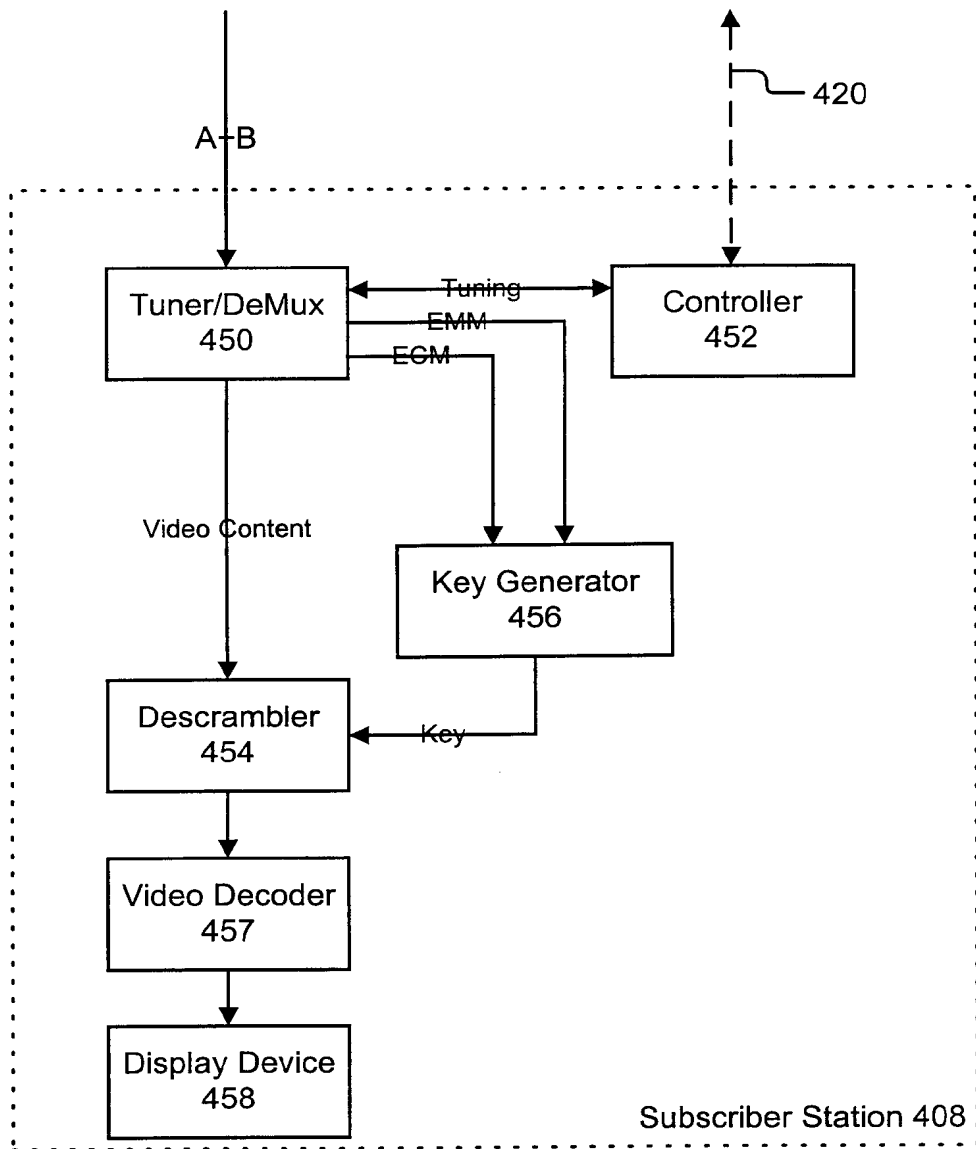 420
A+B
Tuner/DeMux
450
Tuning
EMM
ECM
Controller
452
Video Content
Key Generator
456
Descrambler
454
Key
Video Decoder
457
Display Device
458
Subscriber Station 408